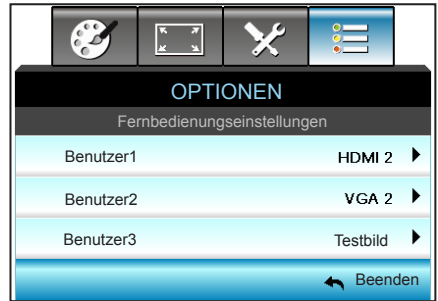 OPTIONEN
Fernbedienungseinstellungen
Benutzer1 HDMI 2
Benutzer2 VGA 2
Benutzer3 Testbild
Beenden